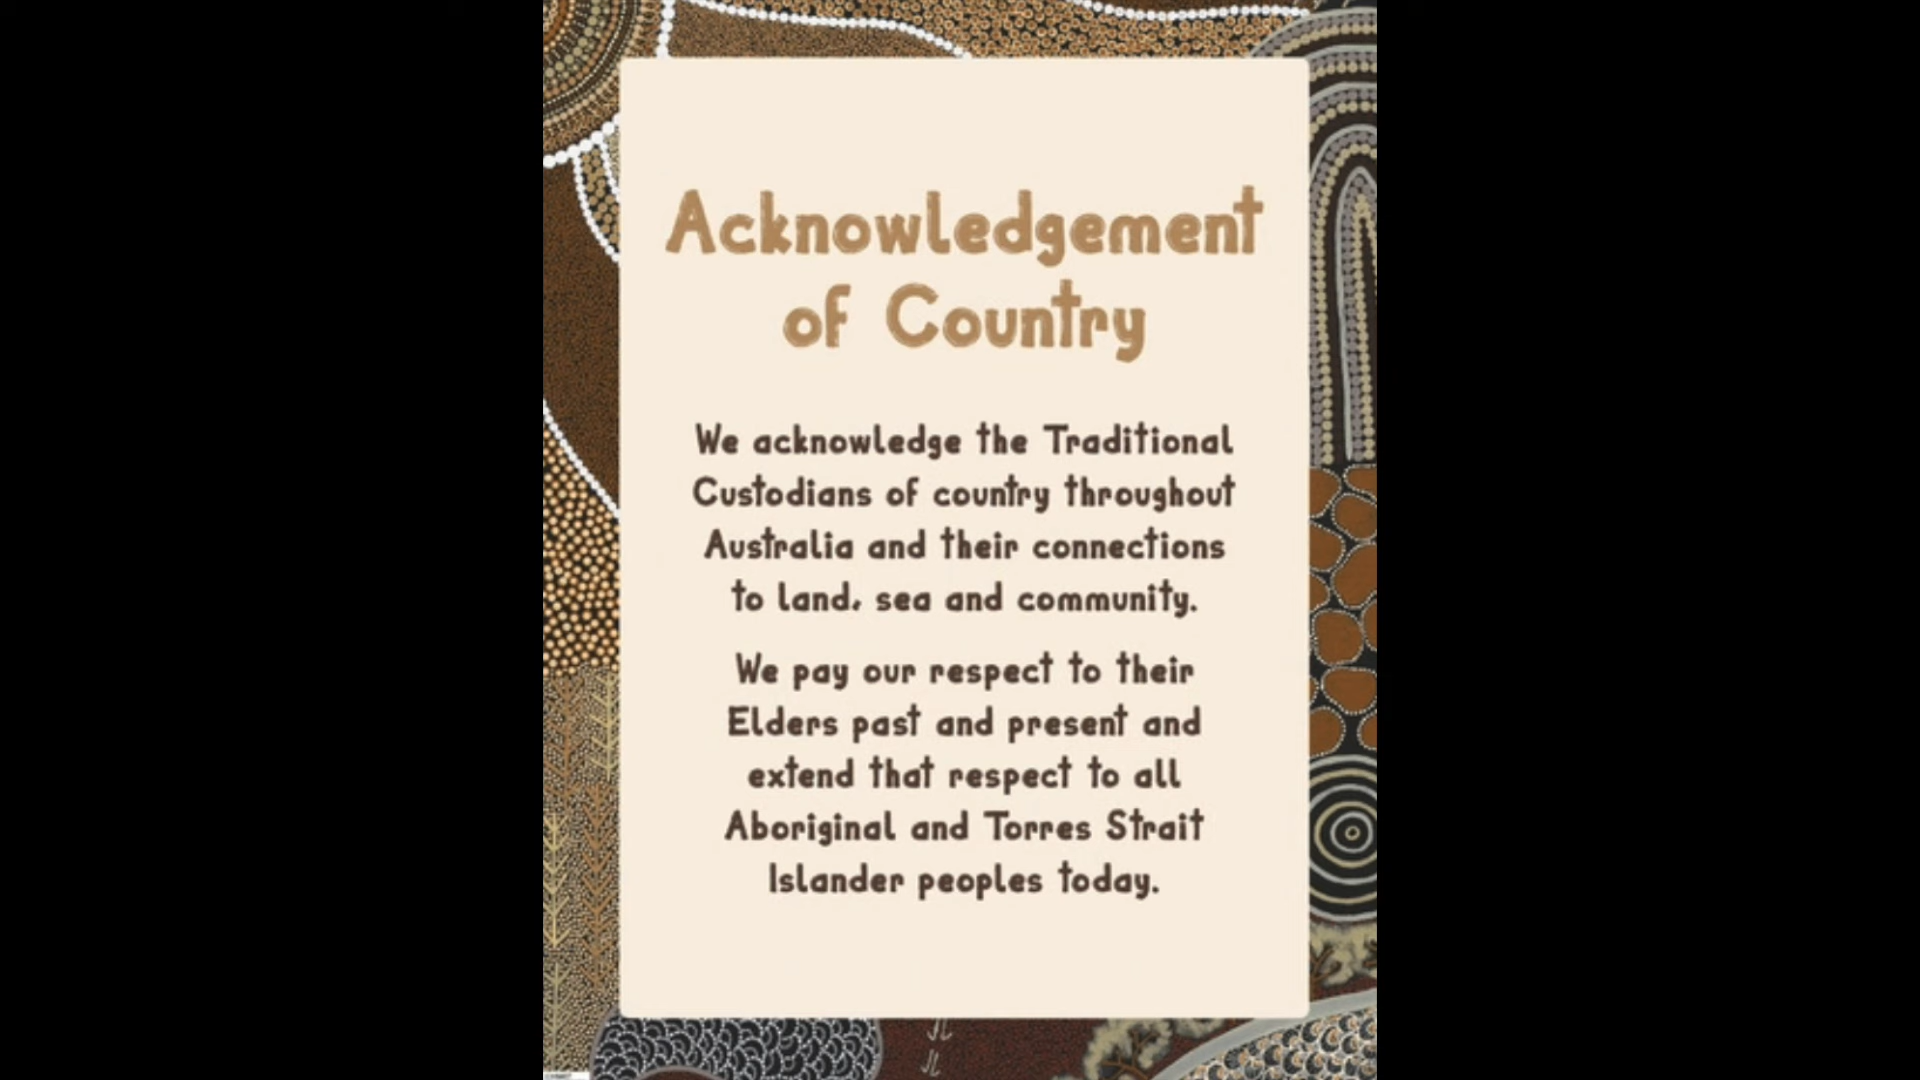 Acknowledgement
of Country
We acknowledge the Traditional
Custodians of country throughout
Australia and their connections
to land, sea and community.
We pay our respect to their
Elders past and present and
extend that respect to all
Aboriginal and Torres Strait
Islander peoples today.